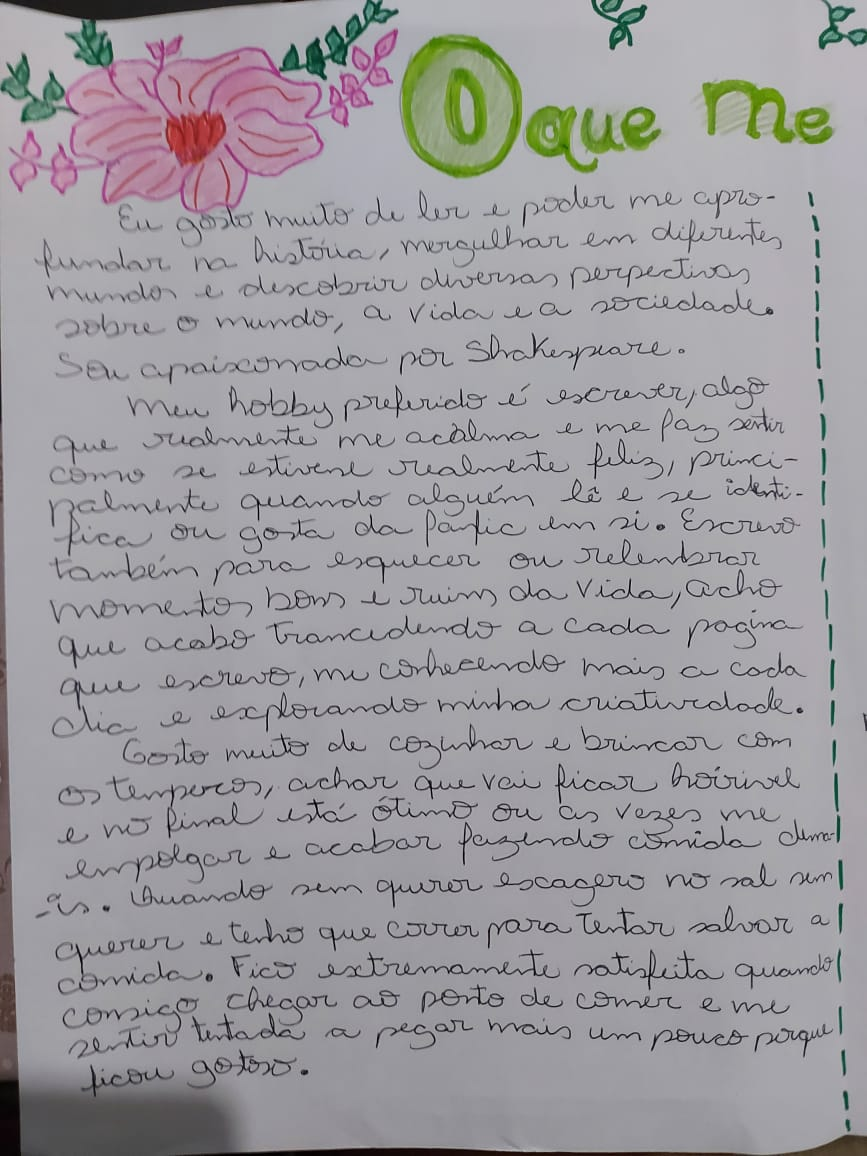 O que me
Eu gosto muito de ler e poder me apro-
fundar na história, mergulhar em diferentes
mundos e descobrir diversas perpectivas
sobre o mundo, a vida e a sociedade.
Sou apaixonada por Shakespeare.
Meu hobby preferido é escrever, algo
que realmente me acalma e me faz sentir
como se estivesse realmente feliz, princi-
palmente quando alguém lê e se identi-
fica ou gosta da fanfic em si. Escrevo
também para esquecer ou relembrar
momentos bons e ruins da vida, acho
que acabo trancedendo a cada pagina
que escrevo, me conhecendo mais a cada
dia e explorando minha criatividade.
Gosto muito de cozinhar e brincar com
os temperos, achar que vai ficar horrivel
e no final está ótimo ou as vezes me
empolgar e acabar fazendo comida dema-
-is. Quando sem querer escagero no sal sem
querer e tenho que correr para tentar salvar a
comida. Fico extremamente satisfeita quando
consigo chegar ao ponto de comer e me
sentir tentada a pegar mais um pouco porque
ficou gotoso.